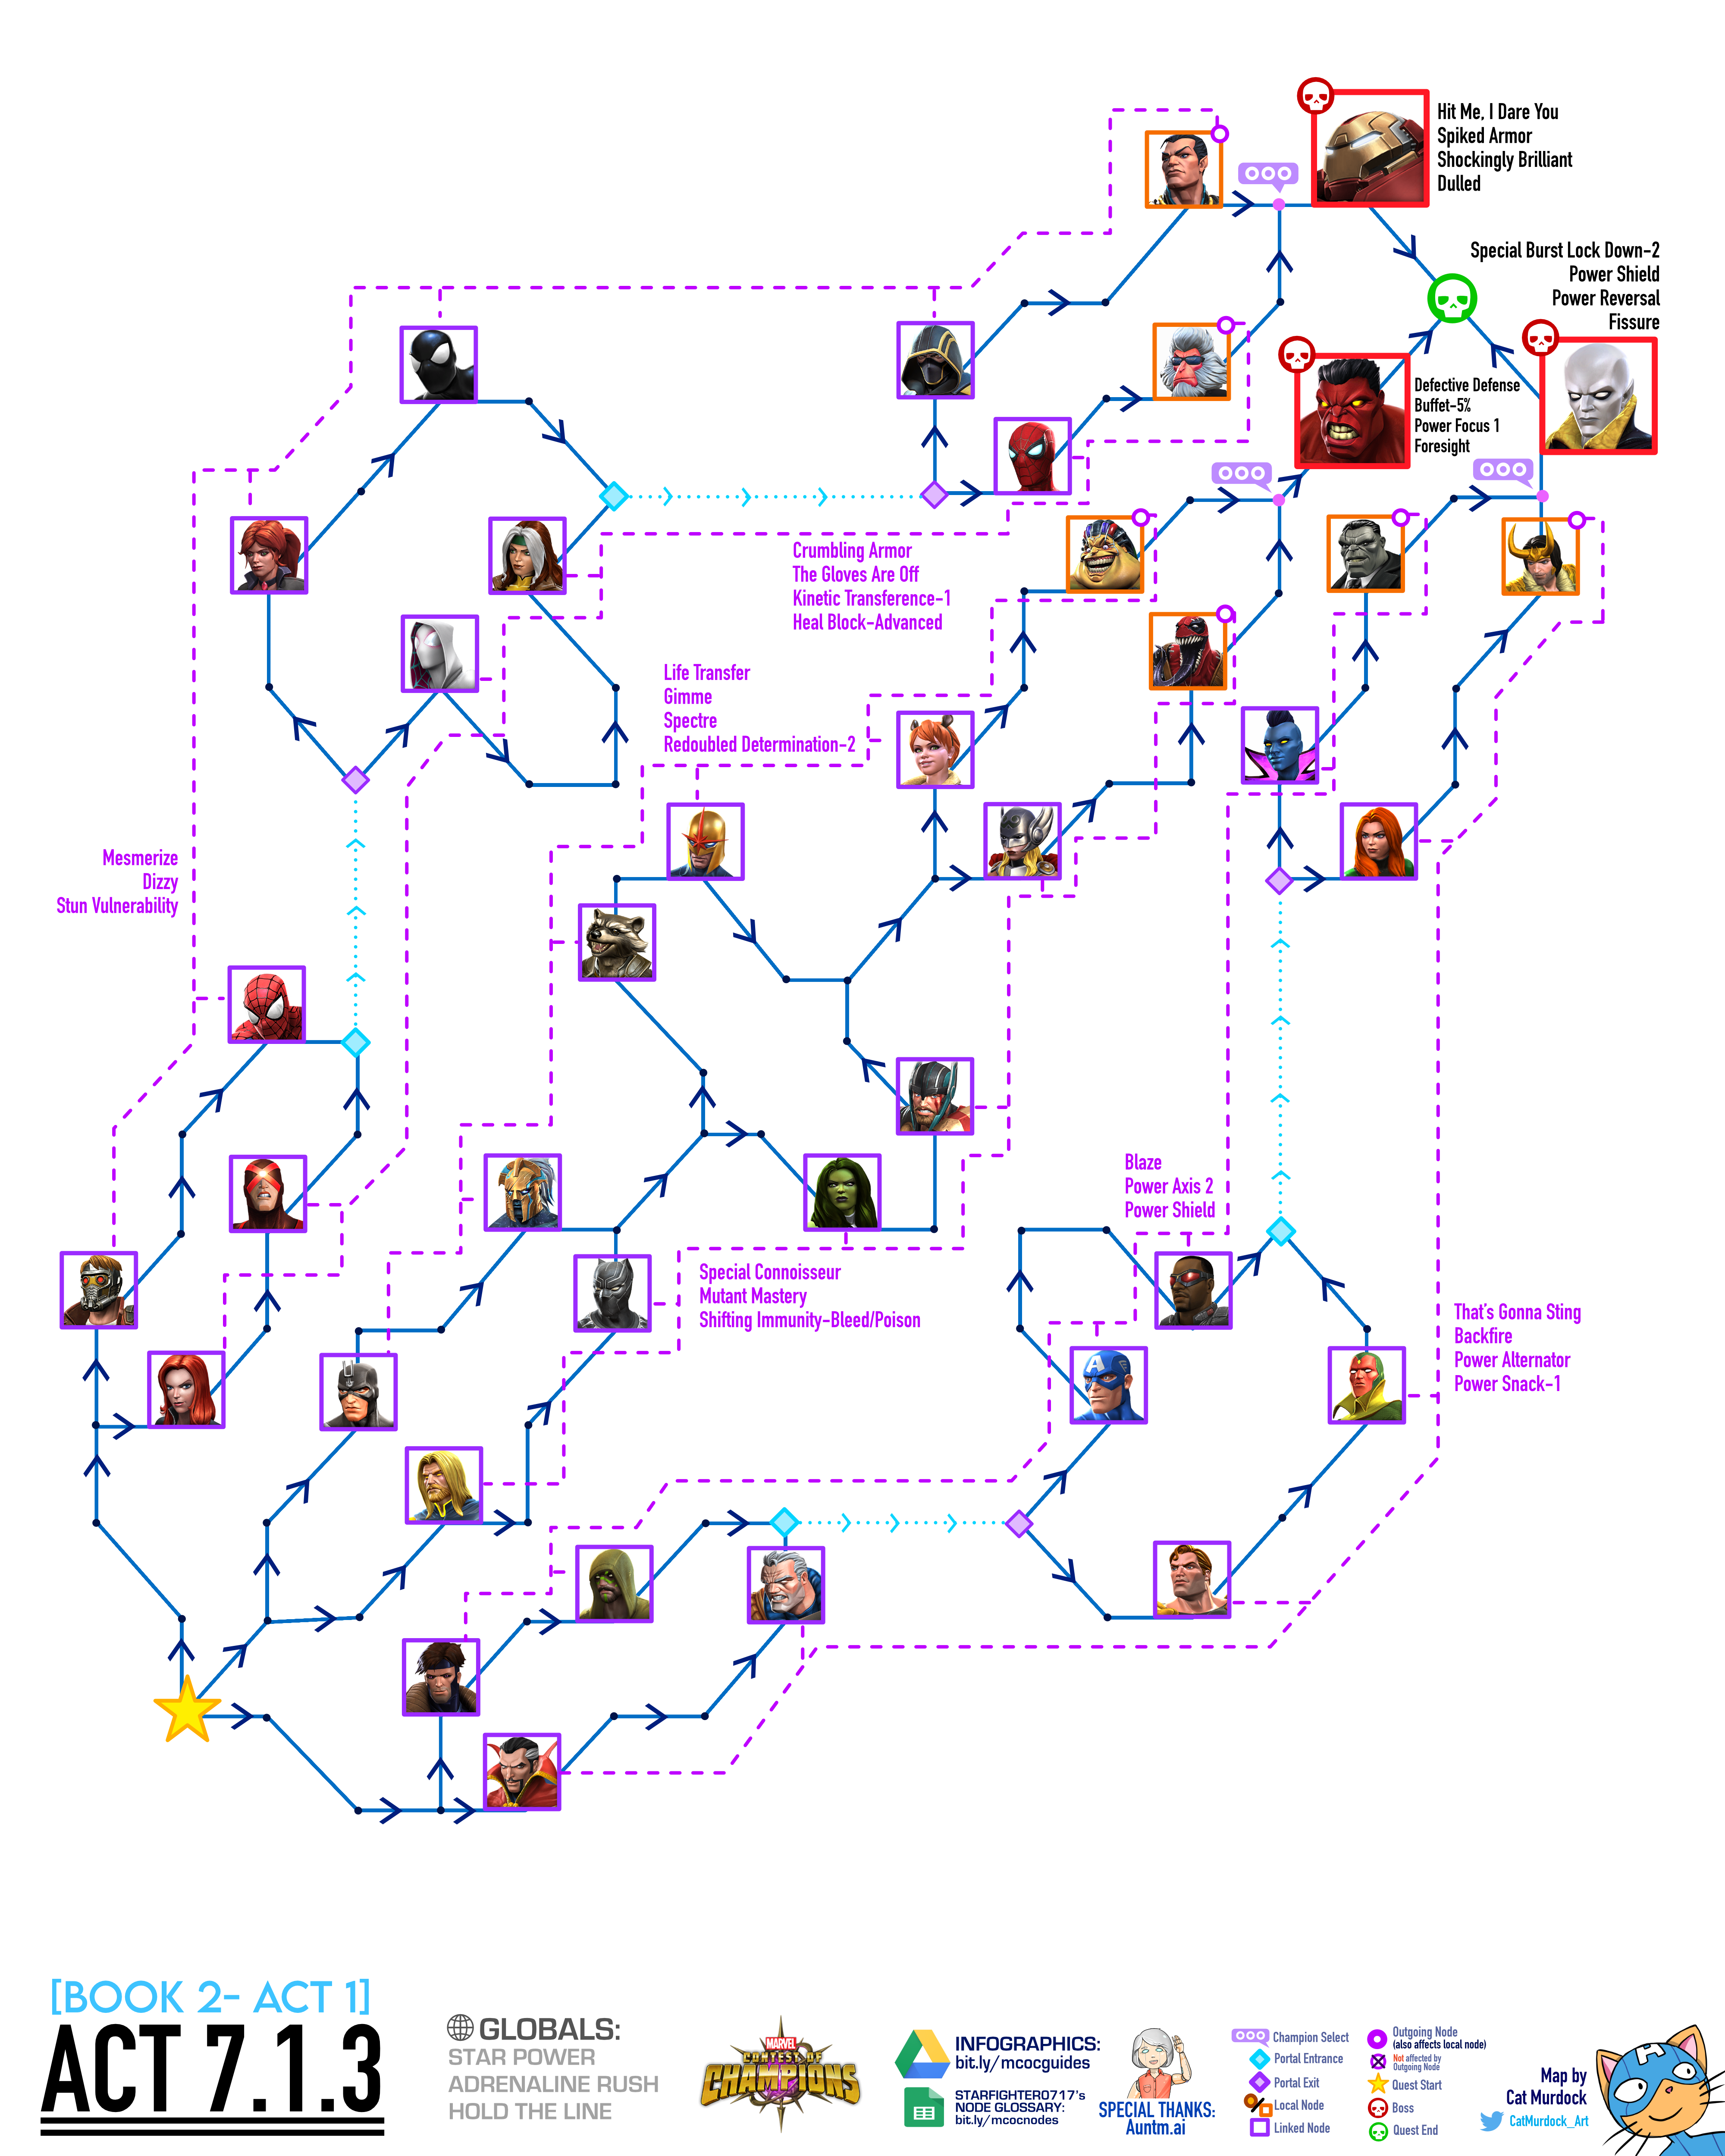 Hit Me, I Dare You
Spiked Armor
Shockingly Brilliant
Dulled
Special Burst Lock Down-2
Power Shield
Power Reversal
Fissure
Defective Defense
Buffet-5%
Power Focus 1
Foresight
Crumbling Armor
The Gloves Are Off
Kinetic Transference-1
Heal Block-Advanced
Life Transfer
Gimme
Spectre
Redoubled Determination-2
Mesmerize
Dizzy
Stun Vulnerability
Blaze
Power Axis 2
Power Shield
Special Connoisseur
Mutant Mastery
Shifting Immunity-Bleed/Poison
That's Gonna Sting
Backfire
Power Alternator
Power Snack-1
[BOOK 2- ACT 1]
ACT 7.1.3
GLOBALS:
STAR POWER
ADRENALINE RUSH
HOLD THE LINE
MARVEL
CONTEST OF
CHAMPIONS
INFOGRAPHICS:
bit.ly/mcocguides
STARFIGHTER0717's
NODE GLOSSARY:
bit.ly/mcocnodes
SPECIAL THANKS:
Auntm.ai
Champion Select
Portal Entrance
Portal Exit
Local Node
Linked Node
Outgoing Node
(also affects local node)
Not affected by
Outgoing Node
Quest Start
Boss
Quest End
Map by
Cat Murdock
CatMurdock_Art